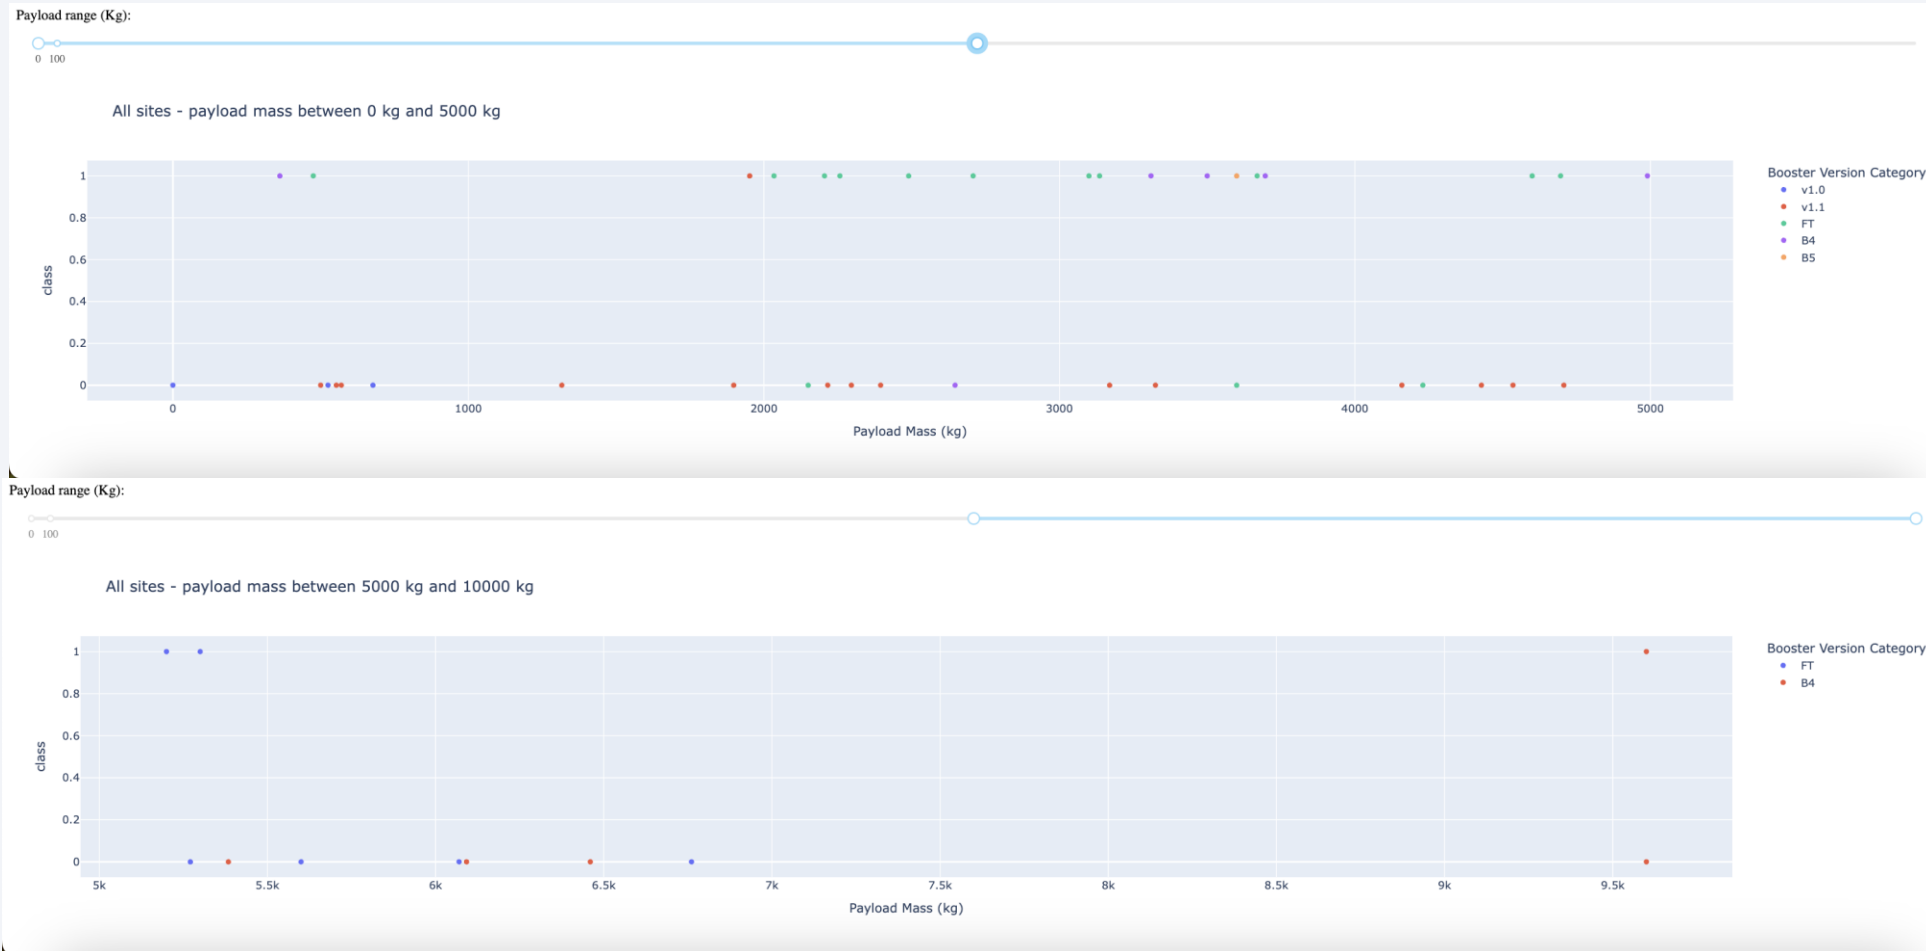 Payload range (Kg):
0 100
All sites - payload mass between 0 kg and 5000 kg
Booster Version Category
v1.0
v1.1
FT
B4
B5
1
0.8
0.6
0.4
0.2
0
class
0 1000 2000 3000 4000 5000
Payload Mass (kg)
Payload range (Kg):
0 100
All sites - payload mass between 5000 kg and 10000 kg
Booster Version Category
FT
B4
1
0.8
0.6
0.4
0.2
0
class
5k 5.5k 6k 6.5k 7k 7.5k 8k 8.5k 9k 9.5k
Payload Mass (kg)